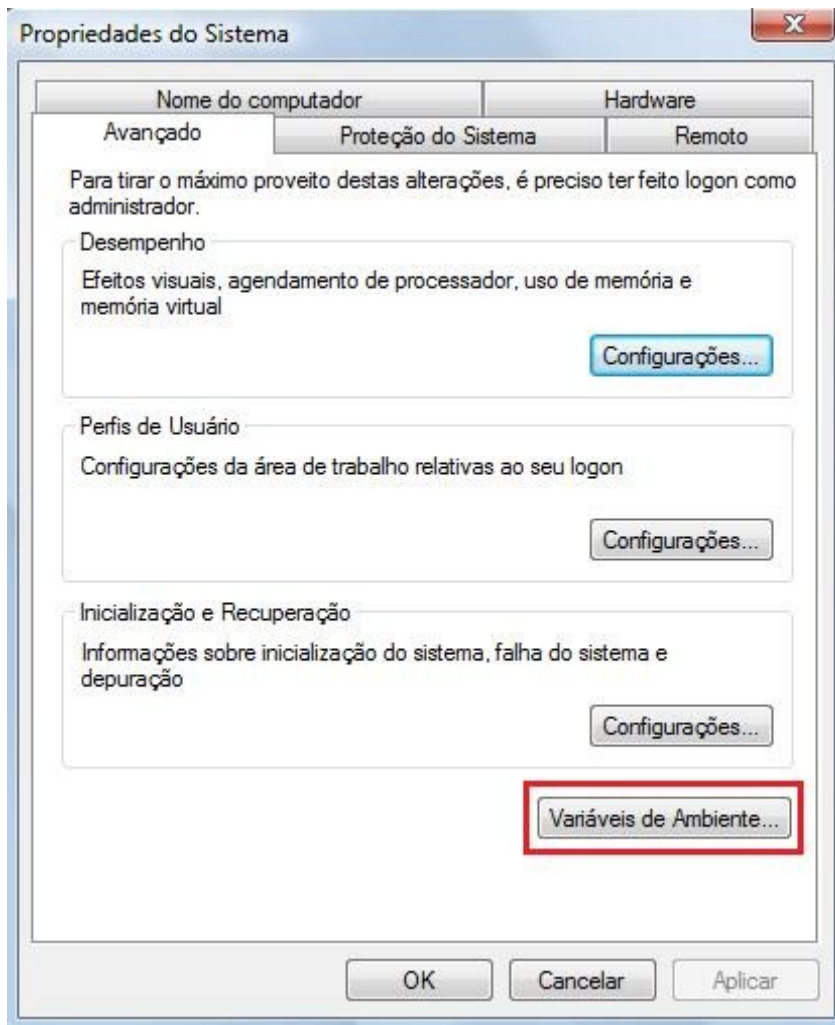 Propriedades do Sistema
Nome do computador
Hardware
Avançado
Proteção do Sistema
Remoto
Para tirar o máximo proveito destas alterações, é preciso ter feito logon como
administrador.
Desempenho
Efeitos visuais, agendamento de processador, uso de memória e
memória virtual
Configurações...
Perfis de Usuário
Configurações da área de trabalho relativas ao seu logon
Configurações...
Inicialização e Recuperação
Informações sobre inicialização do sistema, falha do sistema e
depuração
Configurações...
Variáveis de Ambiente...
OK
Cancelar
Aplicar